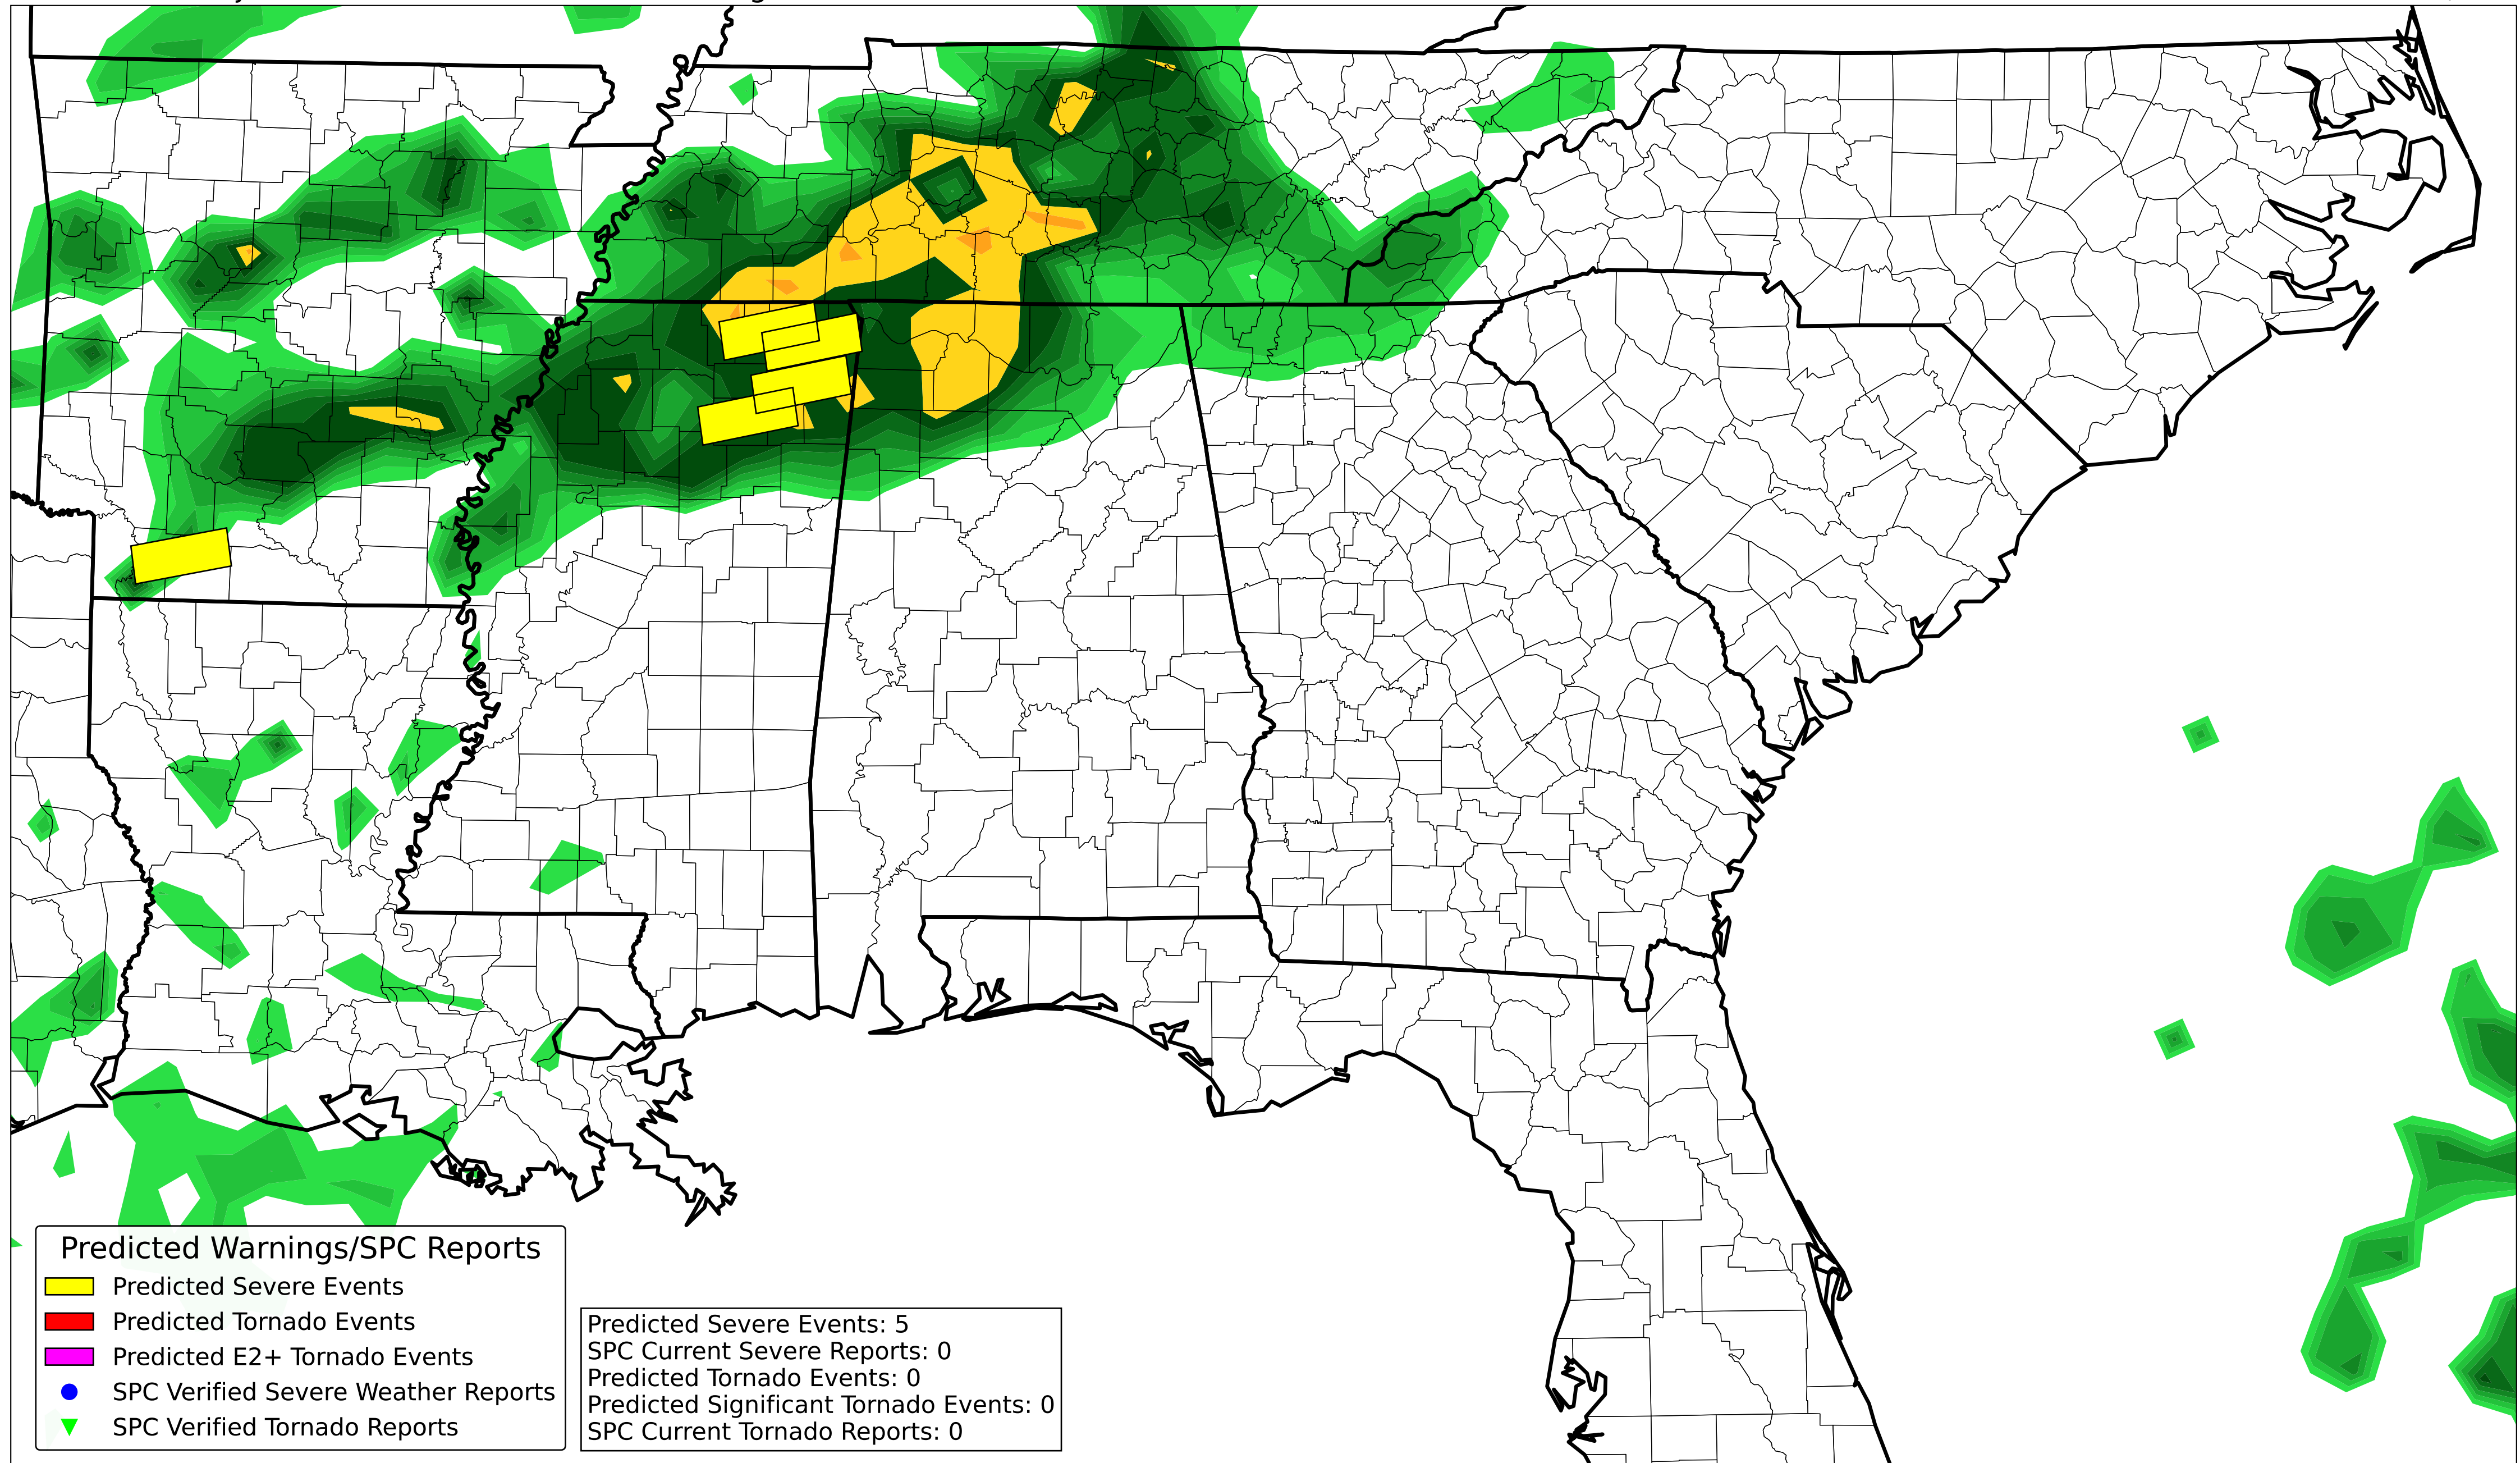 Predicted Warnings/SPC Reports
Predicted Severe Events
Predicted Tornado Events
Predicted E2+ Tornado Events
SPC Verified Severe Weather Reports
SPC Verified Tornado Reports
Predicted Severe Events: 5
SPC Current Severe Reports: 0
Predicted Tornado Events: 0
Predicted Significant Tornado Events: 0
SPC Current Tornado Reports: 0